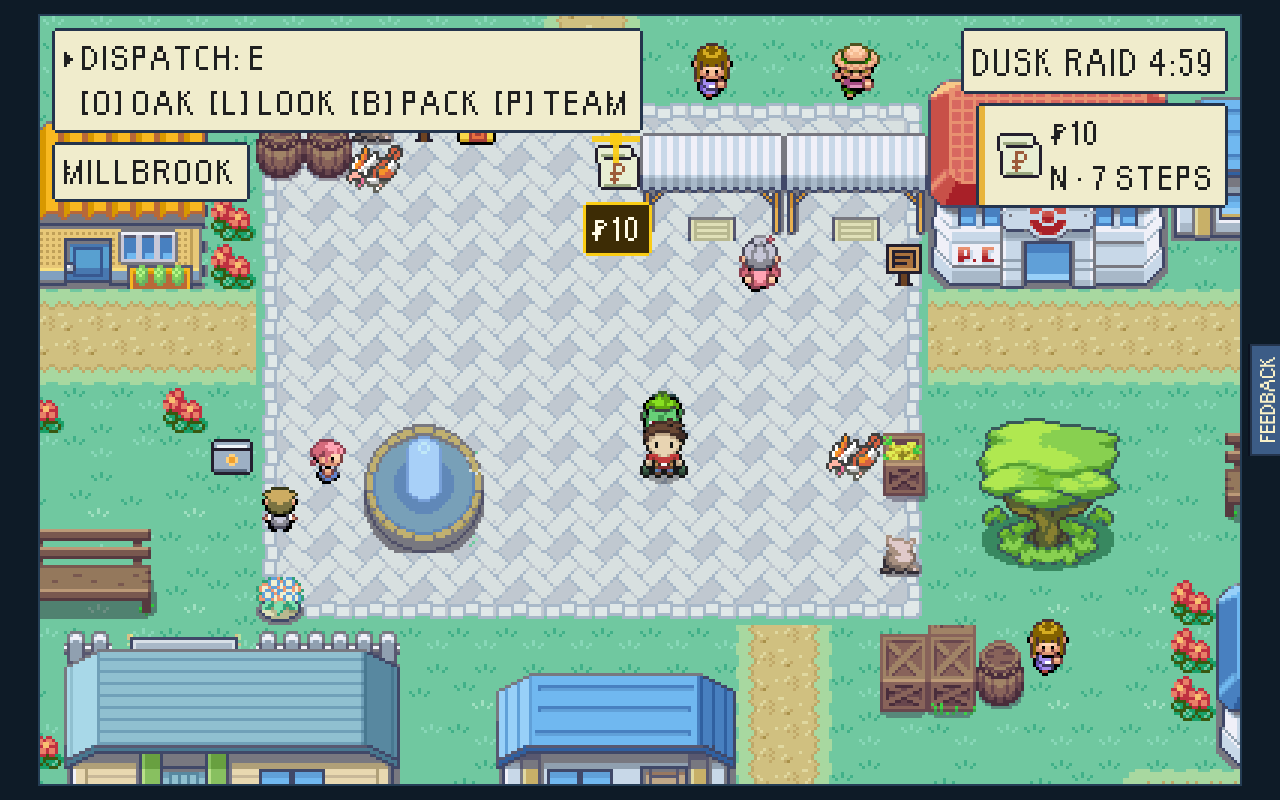 ▸DISPATCH: E
[O] OAK [L] LOOK [B] PACK [P] TEAM
DUSK RAID 4:59
₽10
N · 7 STEPS
MILLBROOK
₽10
P.C
FEEDBACK